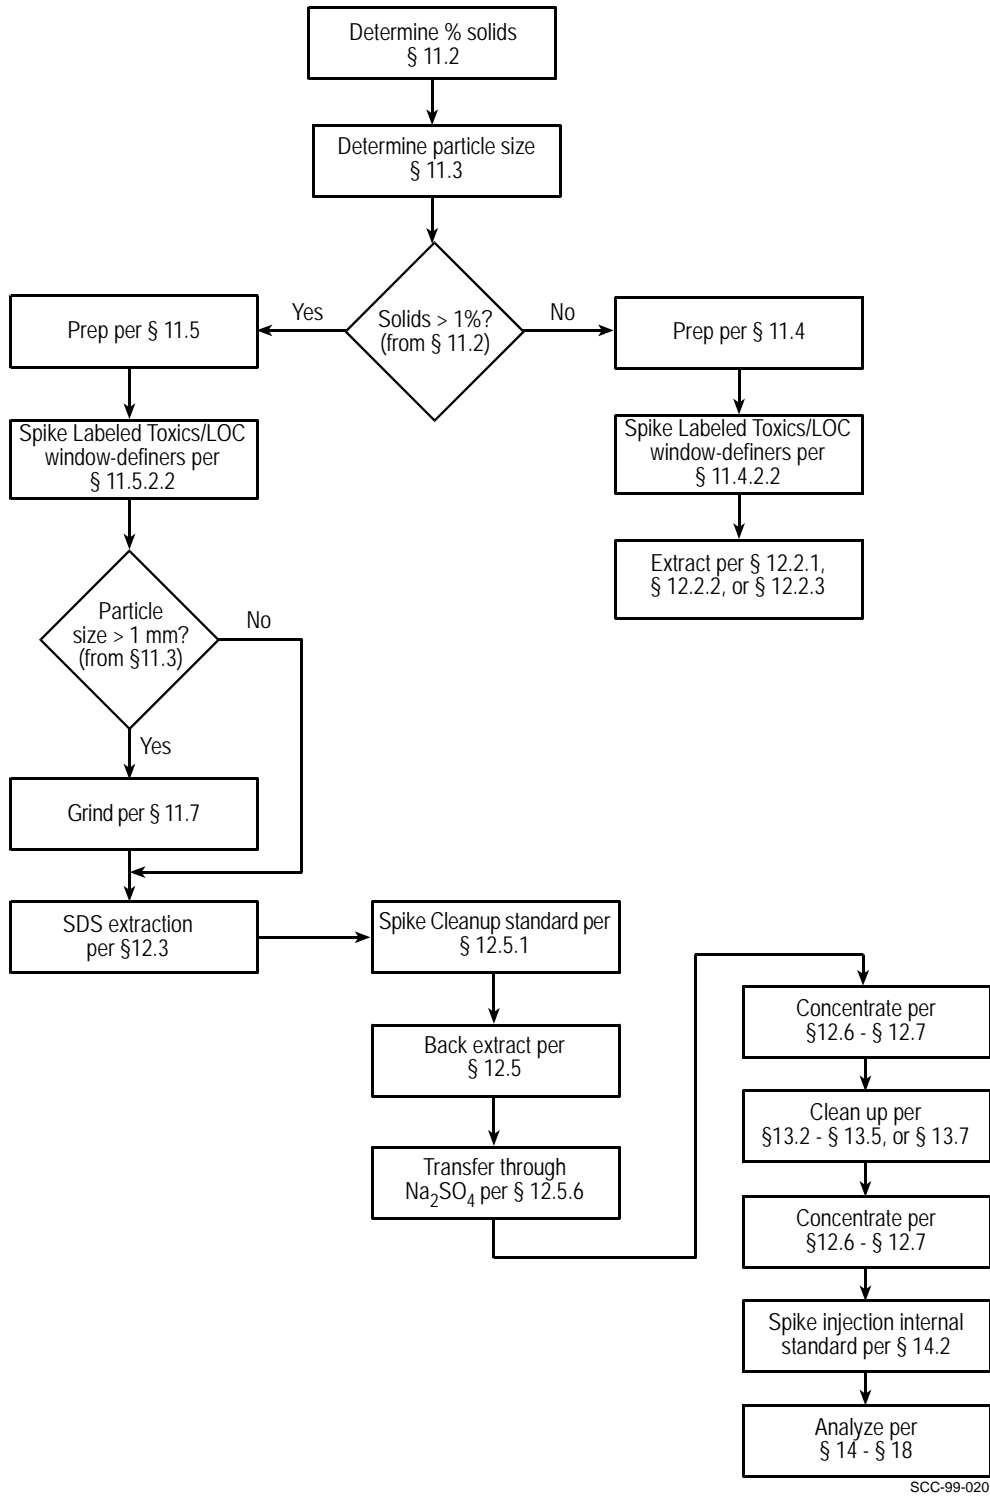 Determine % solids
§ 11.2
Determine particle size
§ 11.3
Solids > 1%?
(from § 11.2)
Yes
No
Prep per § 11.5
Prep per § 11.4
Spike Labeled Toxics/LOC
window-definers per
§ 11.5.2.2
Spike Labeled Toxics/LOC
window-definers per
§ 11.4.2.2
Extract per § 12.2.1,
§ 12.2.2, or § 12.2.3
Particle
size > 1 mm?
(from §11.3)
No
Yes
Grind per § 11.7
SDS extraction
per §12.3
Spike Cleanup standard per
§ 12.5.1
Back extract per
§ 12.5
Transfer through
Na₂SO₄ per § 12.5.6
Concentrate per
§12.6 - § 12.7
Clean up per
§13.2 - § 13.5, or § 13.7
Concentrate per
§12.6 - § 12.7
Spike injection internal
standard per § 14.2
Analyze per
§ 14 - § 18
SCC-99-020